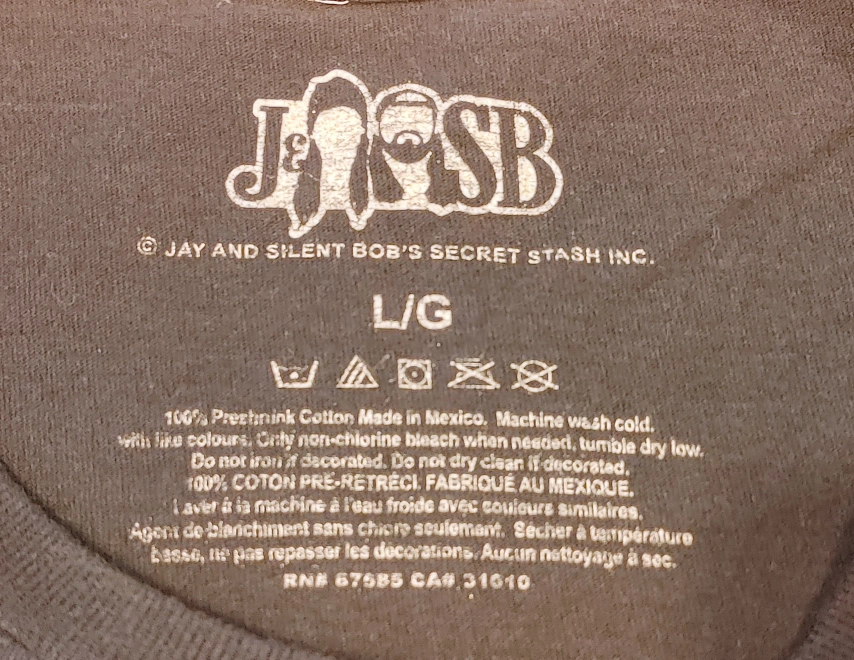 J&SB
© JAY AND SILENT BOB'S SECRET STASH INC.
L/G
100% Preshrunk Cotton Made in Mexico. Machine wash cold.
with like colours. Only non-chlorine bleach when needed, tumble dry low.
Do not iron if decorated. Do not dry clean if decorated.
100% COTON PRÉ-RÉTRÉCI. FABRIQUÉ AU MEXIQUE.
Laver à la machine à l'eau froide avec couleurs similaires.
Agent de blanchiment sans chlore seulement. Sécher à température
basse, ne pas repasser les décorations. Aucun nettoyage à sec.
RN# 67585 CA#.31010